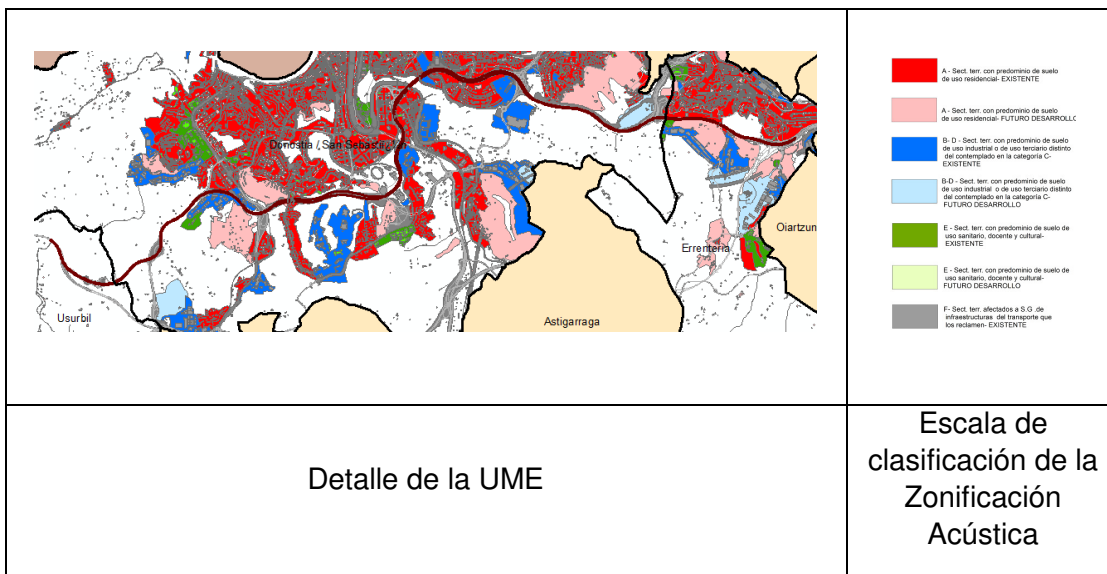 Donostia / San Sebastián
Usurbil
Astigarraga
Errenteria
Oiartzun
A - Sect. terr. con predominio de suelo
de uso residencial- EXISTENTE
A - Sect. terr. con predominio de suelo
de uso residencial- FUTURO DESARROLLO
B- D - Sect. terr. con predominio de suelo
de uso industrial o de uso terciario distinto
del contemplado en la categoría C-
EXISTENTE
B-D - Sect. terr. con predominio de suelo
de uso industrial o de uso terciario distinto
del contemplado en la categoría C-
FUTURO DESARROLLO
E - Sect. terr. con predominio de suelo de
uso sanitario, docente y cultural-
EXISTENTE
E - Sect. terr. con predominio de suelo de
uso sanitario, docente y cultural-
FUTURO DESARROLLO
F- Sect. terr. afectados a S.G .de
infraestructuras del transporte que
los reclamen- EXISTENTE
Detalle de la UME
Escala de
clasificación de la
Zonificación
Acústica